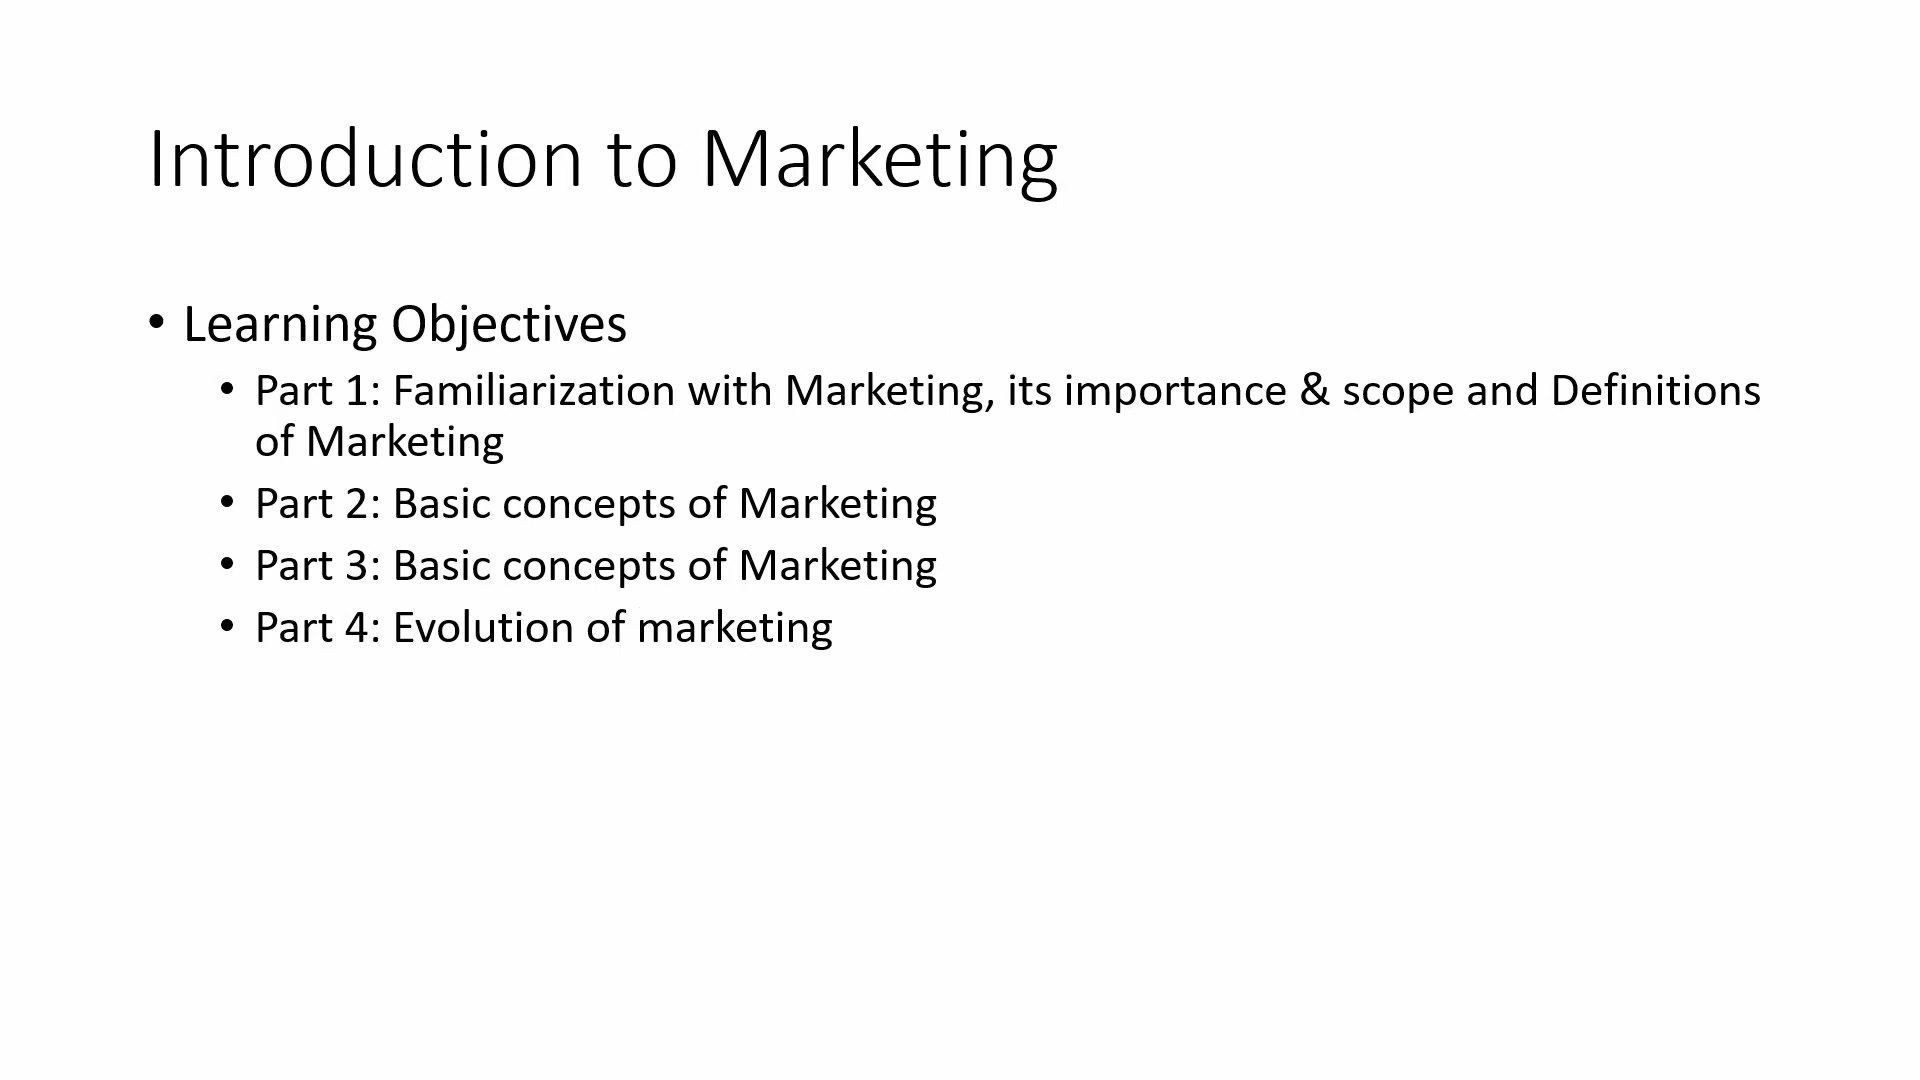 Introduction to Marketing
• Learning Objectives
• Part 1: Familiarization with Marketing, its importance & scope and Definitions
of Marketing
• Part 2: Basic concepts of Marketing
• Part 3: Basic concepts of Marketing
• Part 4: Evolution of marketing